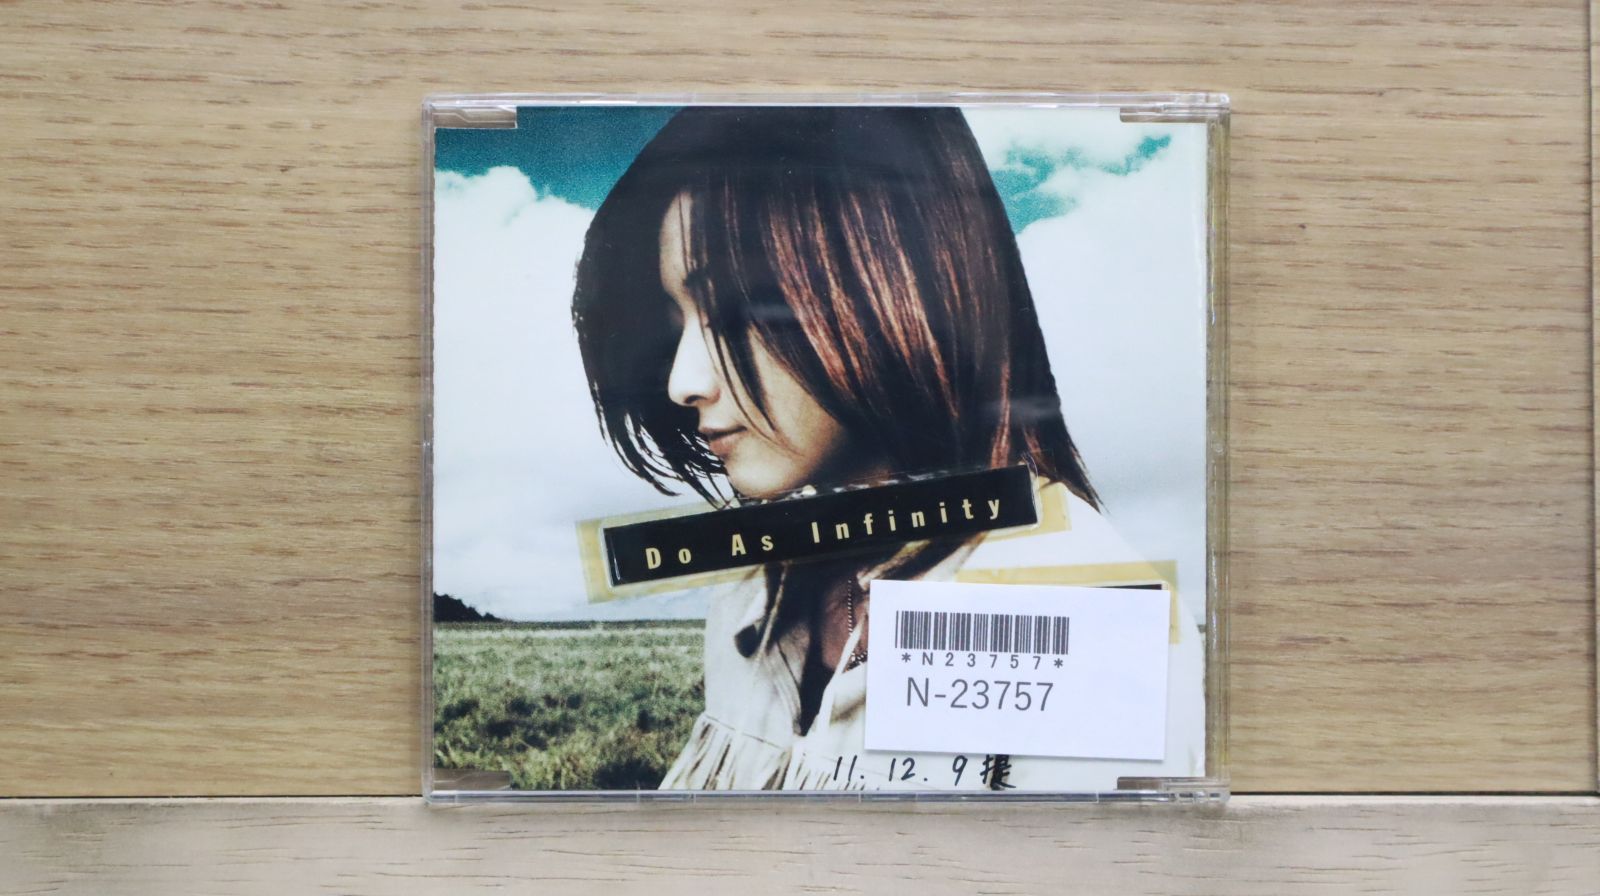 Do As Infinity
*N23757*
N-23757
11. 12. 9 提